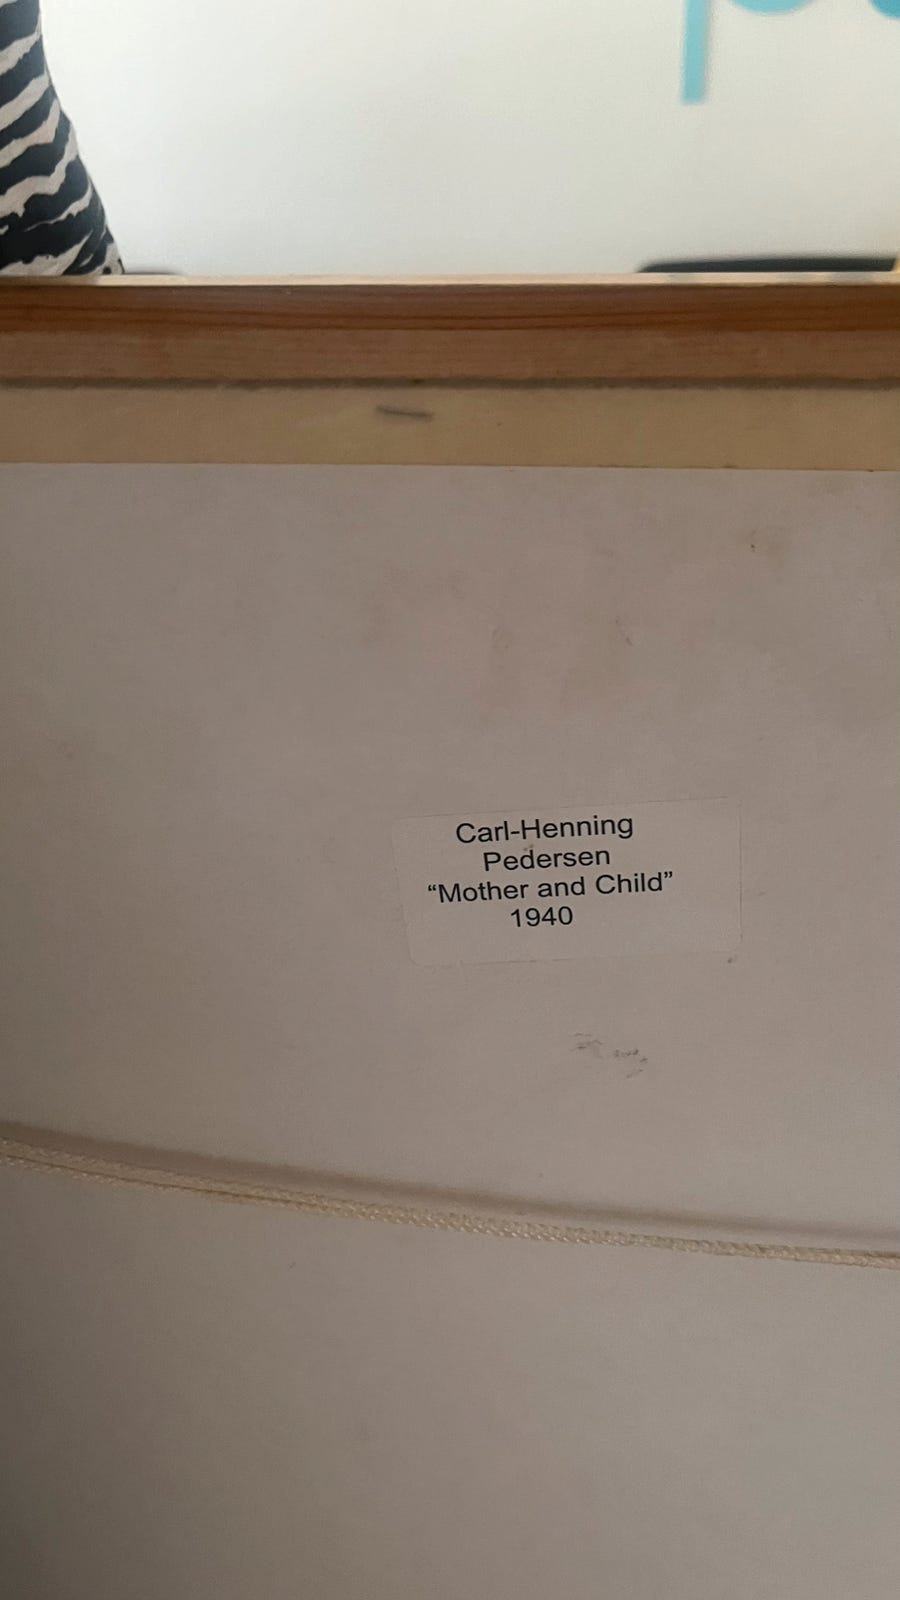 Carl-Henning
Pedersen
“Mother and Child”
1940